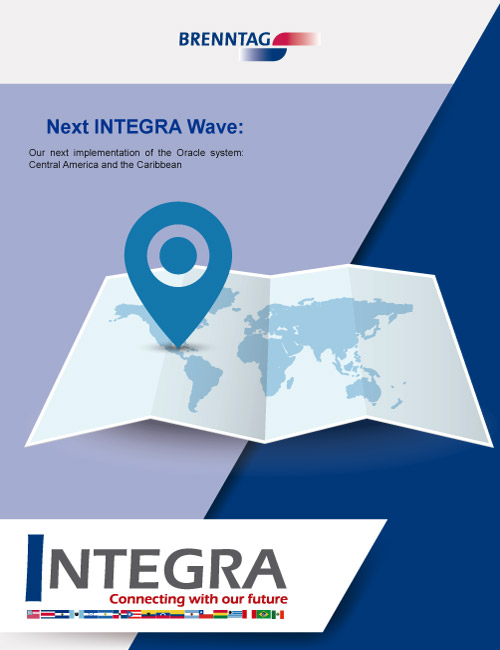 BRENNTAG
Next INTEGRA Wave:
Our next implementation of the Oracle system:
Central America and the Caribbean
INTEGRA
Connecting with our future